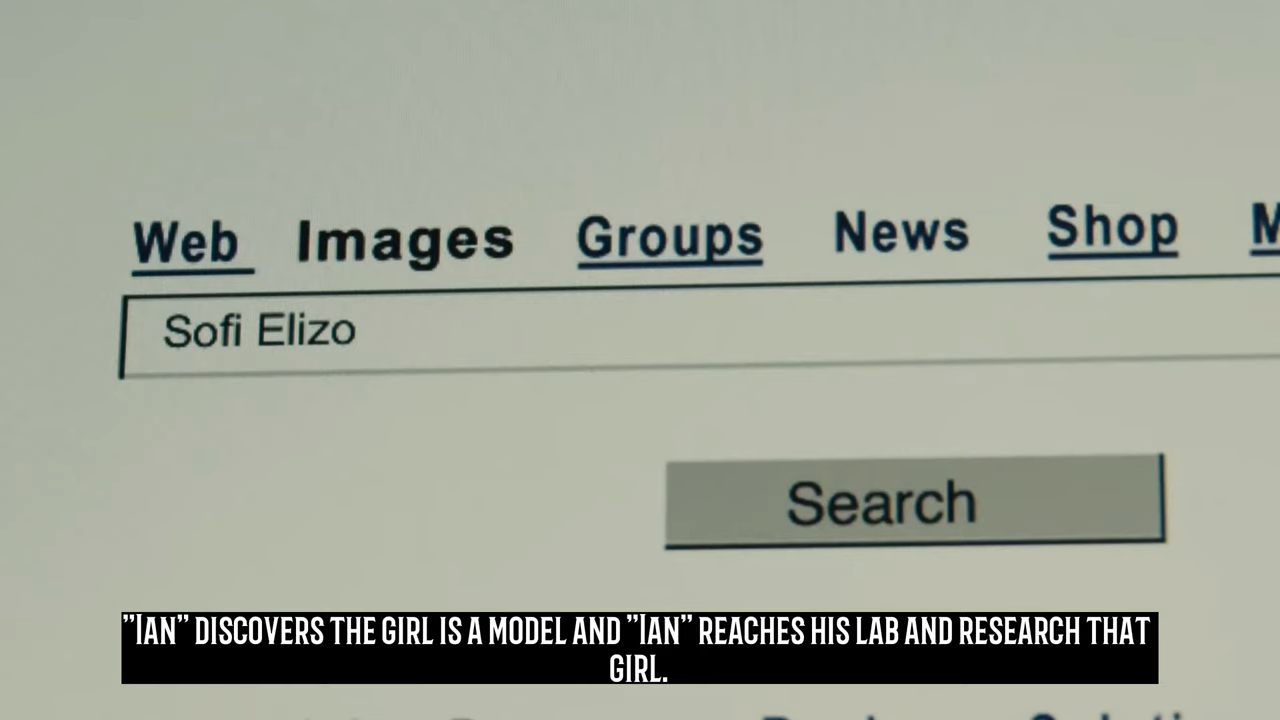 Web Images Groups News Shop
Sofi Elizo
Search
"IAN" DISCOVERS THE GIRL IS A MODEL AND "IAN" REACHES HIS LAB AND RESEARCH THAT
GIRL.